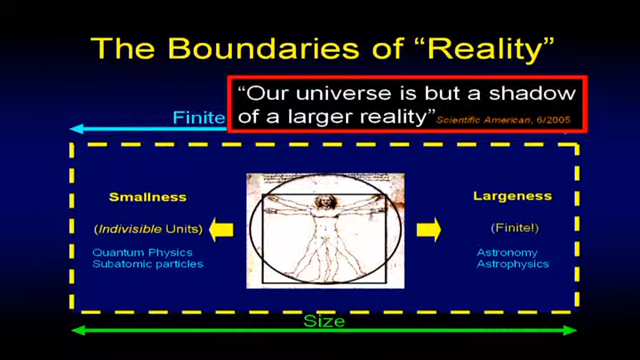 The Boundaries of “Reality”
“Our universe is but a shadow
of a larger reality” Scientific American, 6/2005
Finite
Smallness
(Indivisible Units)
Quantum Physics
Subatomic particles
Largeness
(Finite!)
Astronomy
Astrophysics
Size